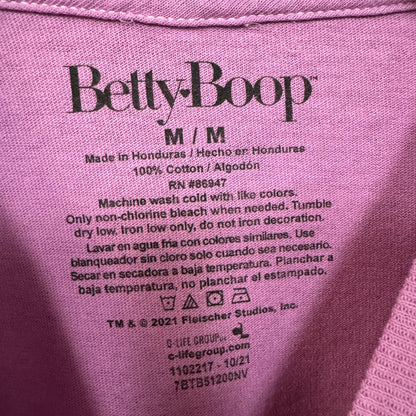 Betty Boop™
M / M
Made in Honduras / Hecho en Honduras
100% Cotton / Algodón
RN #86947
Machine wash cold with like colors.
Only non-chlorine bleach when needed. Tumble
dry low. Iron low only, do not iron decoration.
Lavar en agua fria con colores similares. Use
blanqueador sin cloro solo cuando sea necesario.
Secar en secadora a baja temperatura. Planchar a
baja temperatura, no planchar el estampado.
TM & © 2021 Fleischer Studios, Inc.
C-LIFE GROUP
c-lifegroup.com
1102217 - 10/21
7BTB51200NV